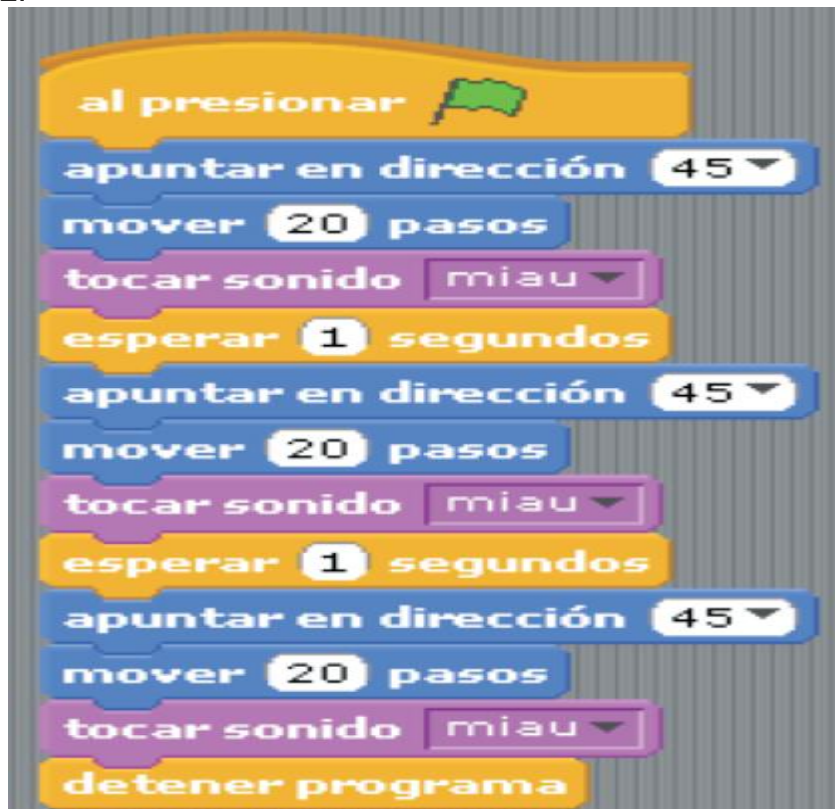 al presionar
apuntar en dirección 45
mover 20 pasos
tocar sonido miau
esperar 1 segundos
apuntar en dirección 45
mover 20 pasos
tocar sonido miau
esperar 1 segundos
apuntar en dirección 45
mover 20 pasos
tocar sonido miau
detener programa